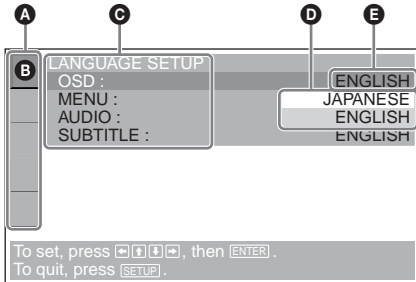 A C D E
B
LANGUAGE SETUP
OSD : ENGLISH
MENU : JAPANESE
AUDIO : ENGLISH
SUBTITLE : ENGLISH
To set, press ←↑↓→, then ENTER .
To quit, press SETUP .